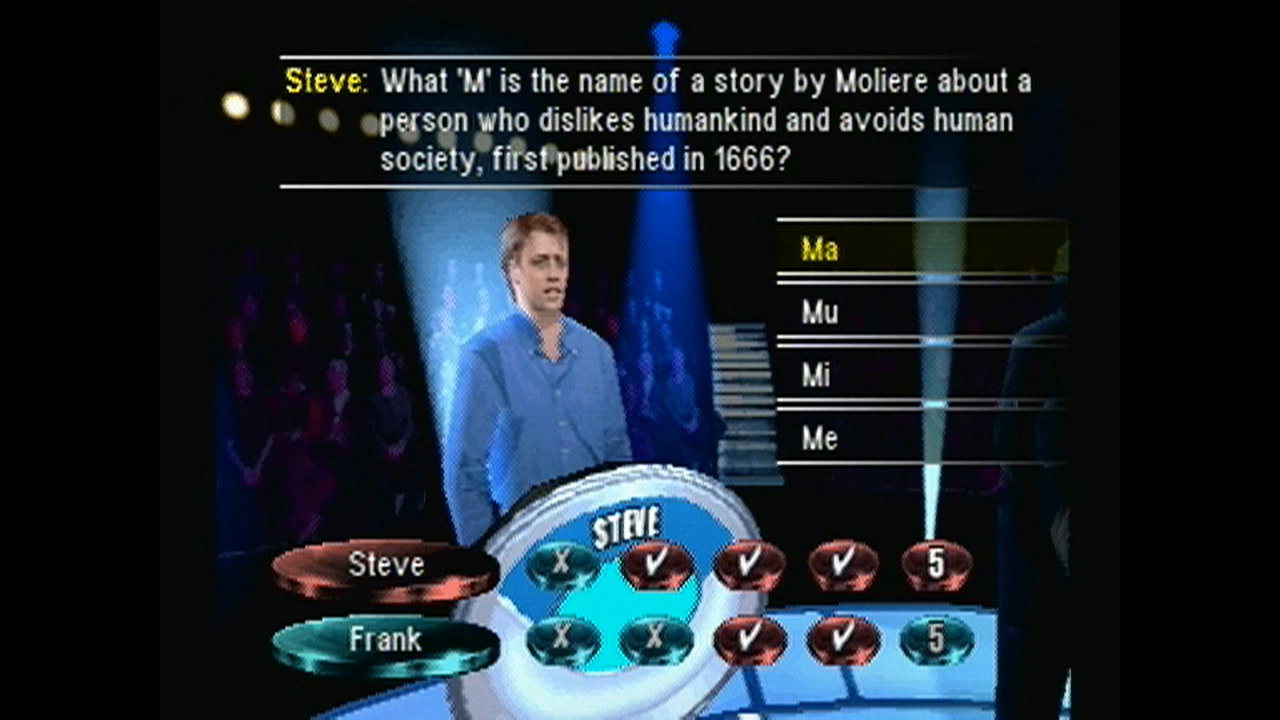 Steve: What 'M' is the name of a story by Moliere about a
person who dislikes humankind and avoids human
society, first published in 1666?
Ma
Mu
Mi
Me
STEVE
Steve X ✓ ✓ ✓ 5
Frank X X ✓ ✓ 5